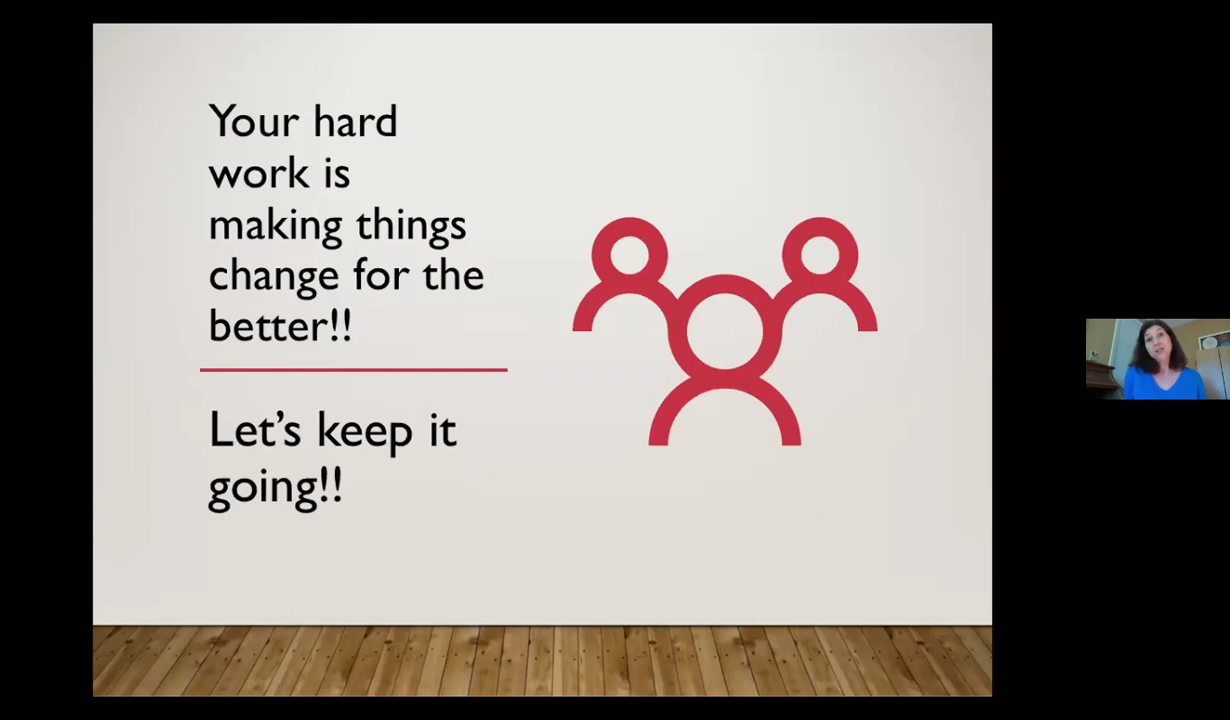 Your hard
work is
making things
change for the
better!!
Let’s keep it
going!!